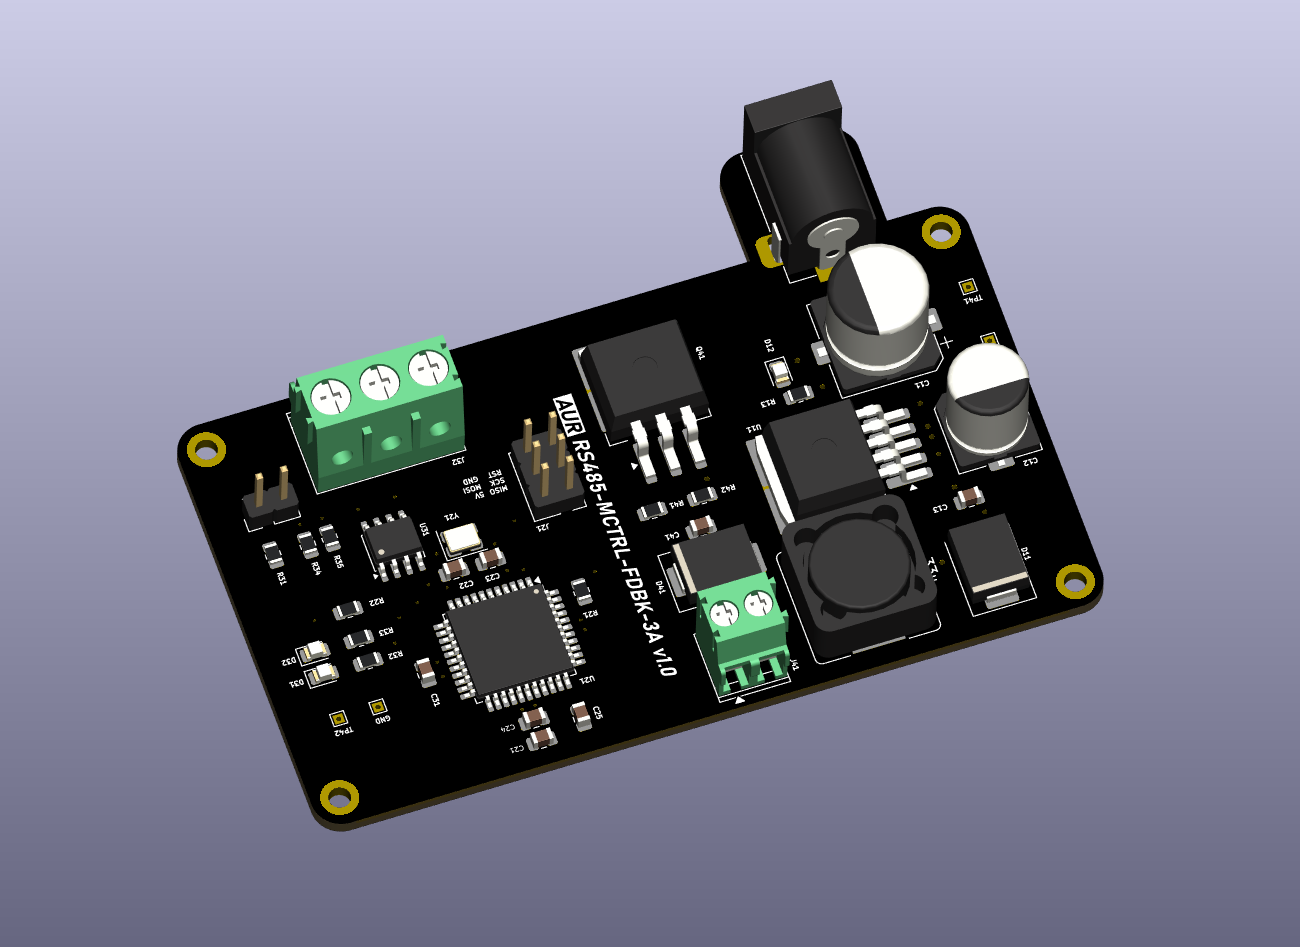 AUR RS485-MCTRL-FDBK-3A v1.0
TP41
D12
Q41
R13
C11
U11
C12
J32
MISO
SCK
RST
5V
MOSI
GND
J21
R41
R42
C13
D11
C41
D41
J41
U31
Y21
R31
R34
R35
C22
C23
R21
R22
R33
R32
D32
D31
C31
U21
TP42
GND
C24
C25
C21